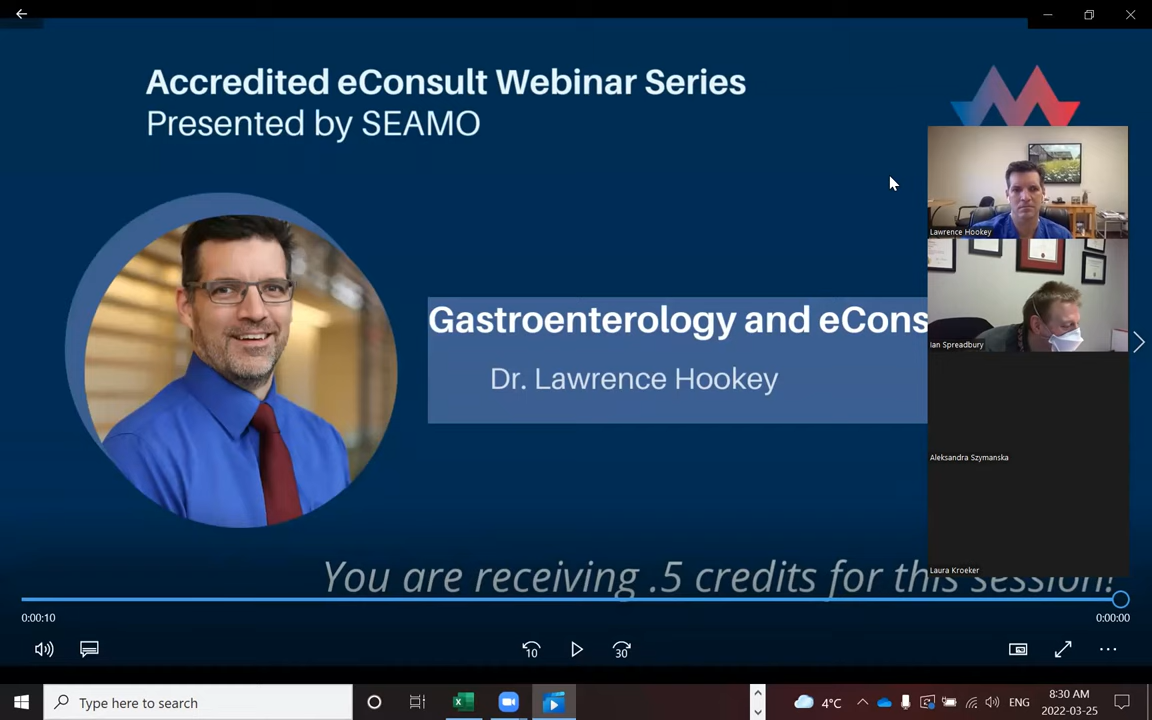 Accredited eConsult Webinar Series
Presented by SEAMO
Lawrence Hookey
Gastroenterology and eCons
Ian Spreadbury
Dr. Lawrence Hookey
Aleksandra Szymanska
Laura Kroeker
You are receiving .5 credits for this session!
0:00:10
0:00:00
10
30
Type here to search
4°C
ENG
8:30 AM
2022-03-25